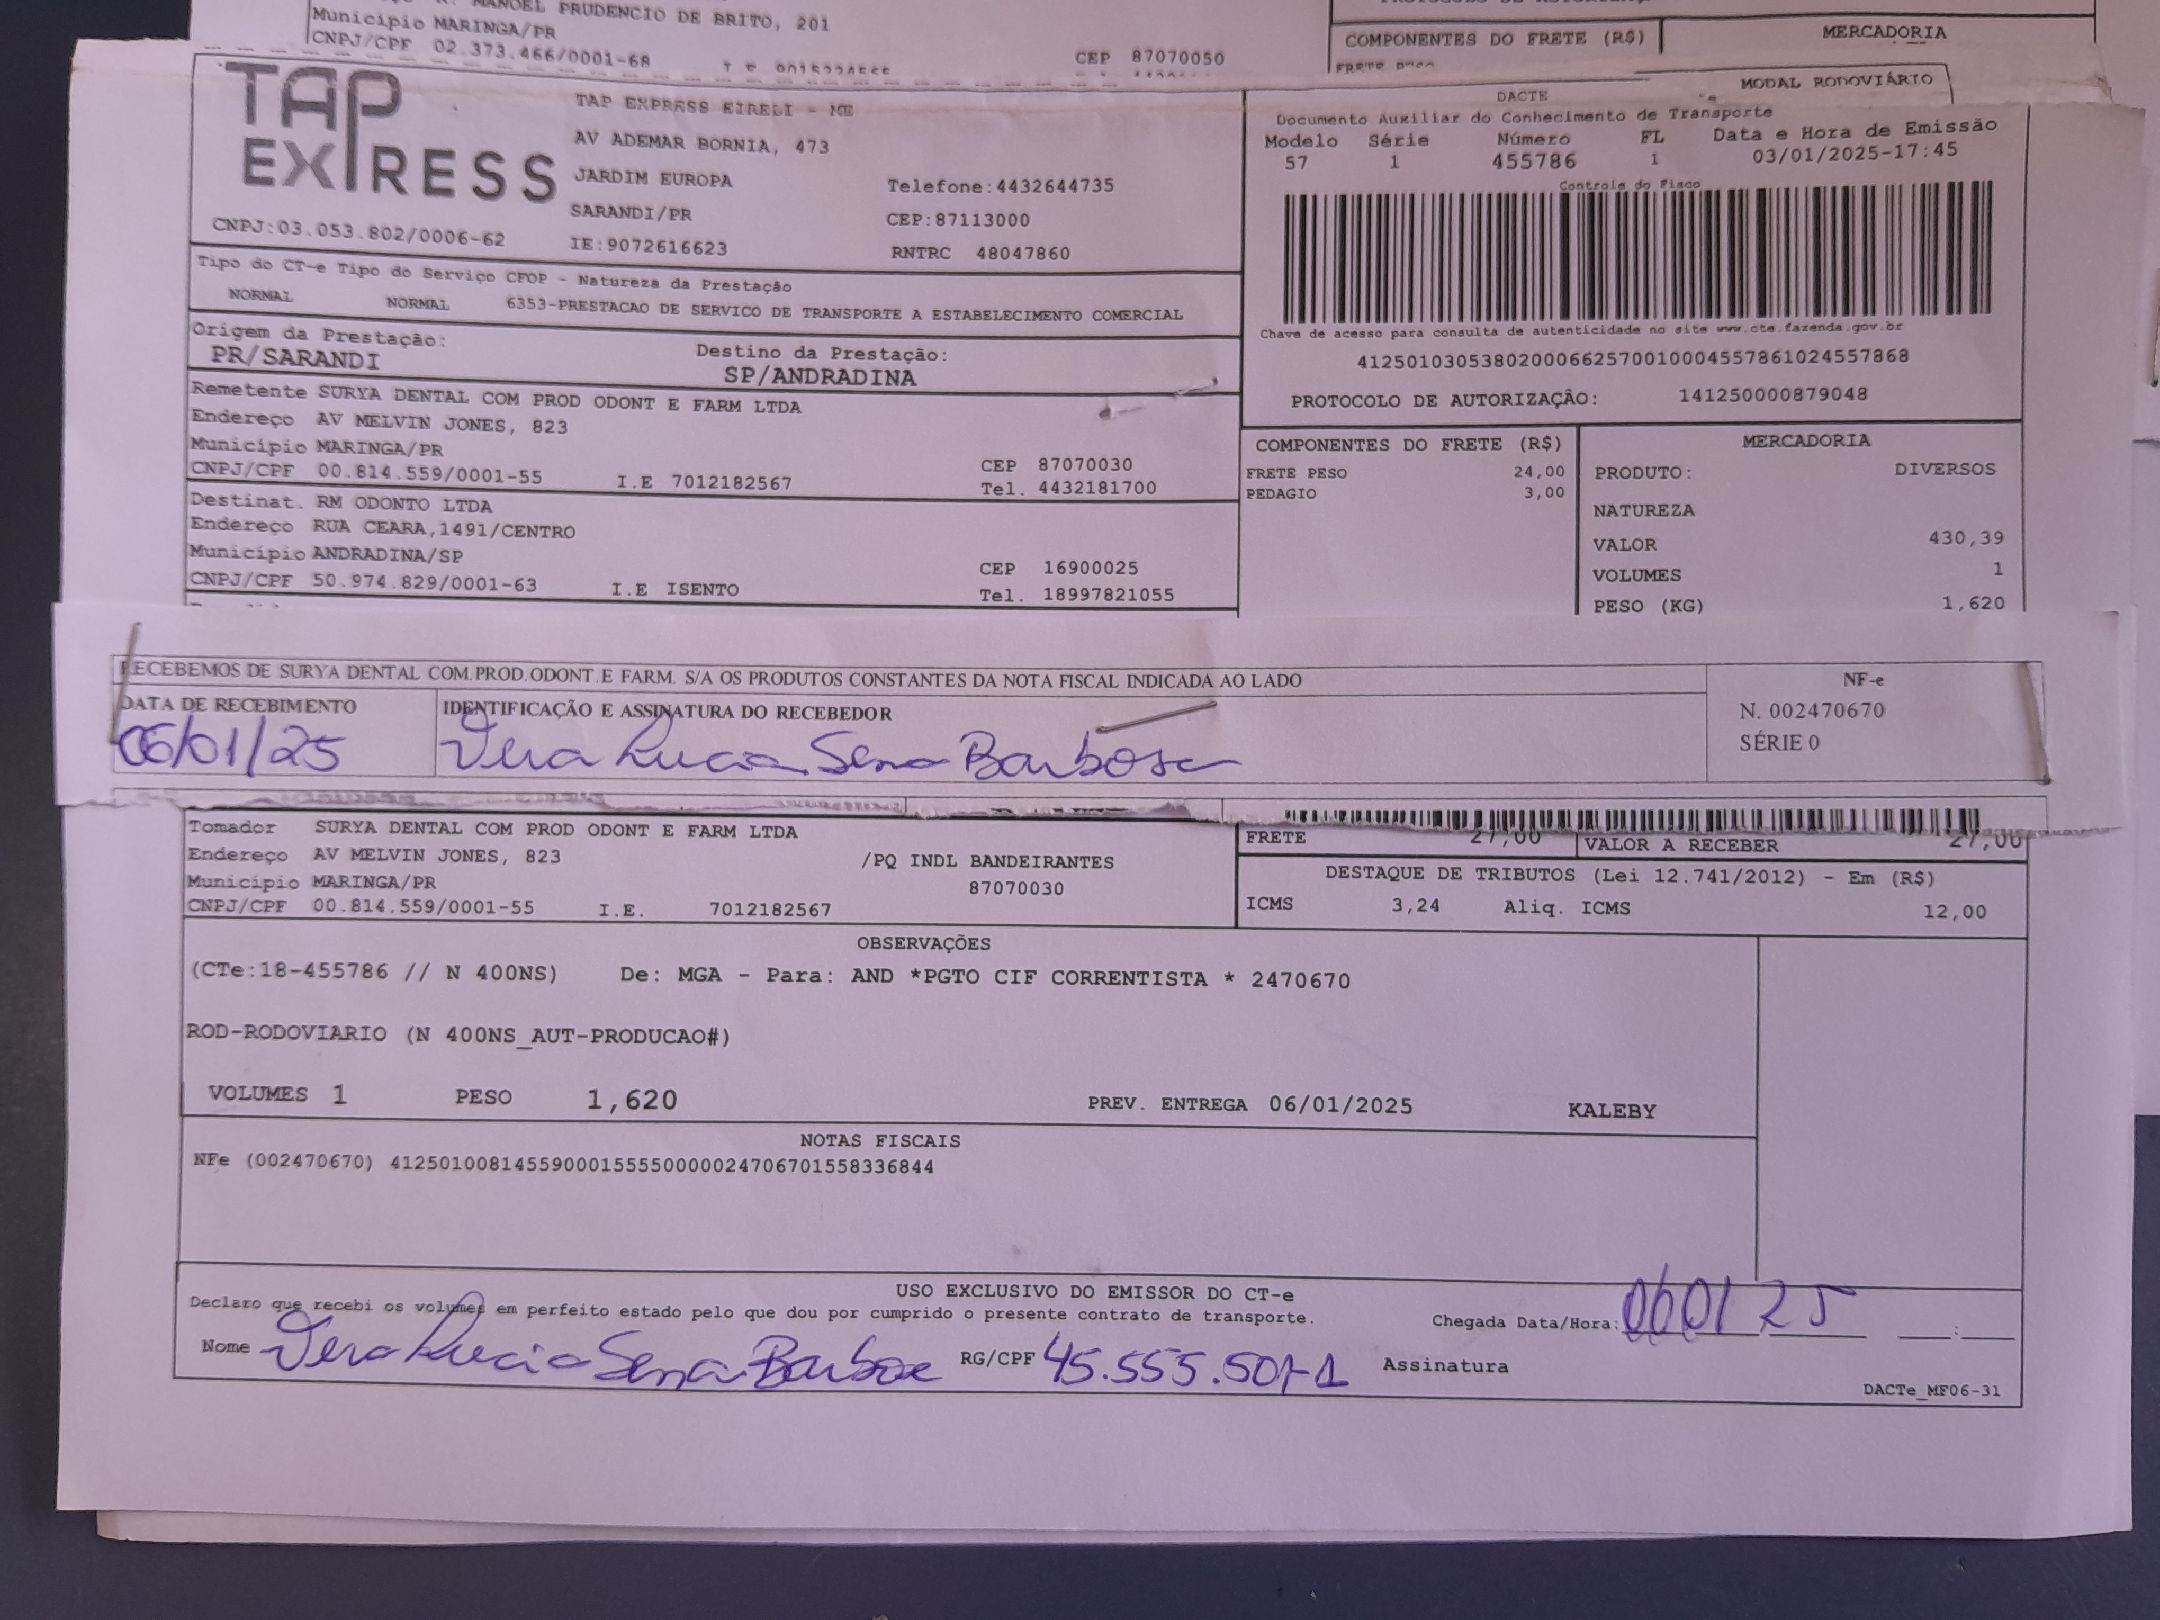 MANOEL PRUDENCIO DE BRITO, 201
Município MARINGA/PR
CNPJ/CPF 02.373.466/0001-68
CEP 87070050
COMPONENTES DO FRETE (R$)
MERCADORIA
TAP EXPRESS
TAP EXPRESS EIRELI - ME
AV ADEMAR BORNIA, 473
JARDIM EUROPA
Telefone:4432644735
SARANDI/PR
CEP:87113000
CNPJ:03.053.802/0006-62
IE:9072616623
RNTRC 48047860
DACTE
MODAL RODOVIÁRIO
Documento Auxiliar do Conhecimento de Transporte
Modelo Série Número FL Data e Hora de Emissão
57 1 455786 1 03/01/2025-17:45
Controle do Fisco
Chave de acesso para consulta de autenticidade no site www.cte.fazenda.gov.br
41250103053802000662570010004557861024557868
PROTOCOLO DE AUTORIZAÇÃO: 141250000879048
Tipo do CT-e Tipo do Serviço CFOP - Natureza da Prestação
NORMAL NORMAL 6353-PRESTACAO DE SERVICO DE TRANSPORTE A ESTABELECIMENTO COMERCIAL
Origem da Prestação: Destino da Prestação:
PR/SARANDI SP/ANDRADINA
Remetente SURYA DENTAL COM PROD ODONT E FARM LTDA
Endereço AV MELVIN JONES, 823
Município MARINGA/PR CEP 87070030
CNPJ/CPF 00.814.559/0001-55 I.E 7012182567 Tel. 4432181700
Destinat. RM ODONTO LTDA
Endereço RUA CEARA,1491/CENTRO
Município ANDRADINA/SP CEP 16900025
CNPJ/CPF 50.974.829/0001-63 I.E ISENTO Tel. 18997821055
COMPONENTES DO FRETE (R$)
FRETE PESO 24,00
PEDAGIO 3,00
MERCADORIA
PRODUTO: DIVERSOS
NATUREZA
VALOR 430,39
VOLUMES 1
PESO (KG) 1,620
RECEBEMOS DE SURYA DENTAL COM.PROD.ODONT.E FARM. S/A OS PRODUTOS CONSTANTES DA NOTA FISCAL INDICADA AO LADO
DATA DE RECEBIMENTO
IDENTIFICAÇÃO E ASSINATURA DO RECEBEDOR
06/01/25
Vera Lucia Sena Barbosa
NF-e
N. 002470670
SÉRIE 0
Tomador SURYA DENTAL COM PROD ODONT E FARM LTDA
Endereço AV MELVIN JONES, 823 /PQ INDL BANDEIRANTES
Município MARINGA/PR 87070030
CNPJ/CPF 00.814.559/0001-55 I.E. 7012182567
FRETE 27,00
VALOR A RECEBER 27,00
DESTAQUE DE TRIBUTOS (Lei 12.741/2012) - Em (R$)
ICMS 3,24 Aliq. ICMS 12,00
OBSERVAÇÕES
(CTe:18-455786 // N 400NS) De: MGA - Para: AND *PGTO CIF CORRENTISTA * 2470670
ROD-RODOVIARIO (N 400NS_AUT-PRODUCAO#)
VOLUMES 1 PESO 1,620 PREV. ENTREGA 06/01/2025 KALEBY
NOTAS FISCAIS
NFe (002470670) 41250100814559000155550000024706701558336844
USO EXCLUSIVO DO EMISSOR DO CT-e
Declaro que recebi os volumes em perfeito estado pelo que dou por cumprido o presente contrato de transporte.
Chegada Data/Hora: 06 01 25
Nome Vera Lucia Sena Barbosa RG/CPF 45.555.501-1 Assinatura
DACTe_MF06-31